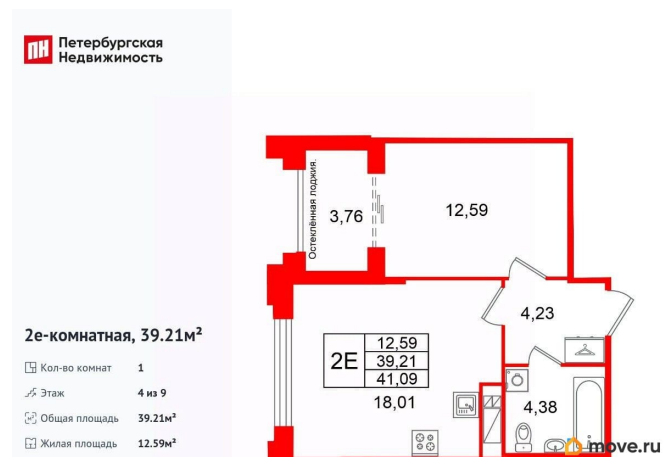 ПН Петербургская
Недвижимость
2е-комнатная, 39.21м²
Кол-во комнат 1
Этаж 4 из 9
Общая площадь 39.21м²
Жилая площадь 12.59м²
Остеклённая лоджия.
3,76
12,59
4,23
2Е
12,59
39,21
41,09
18,01
4,38
move.ru